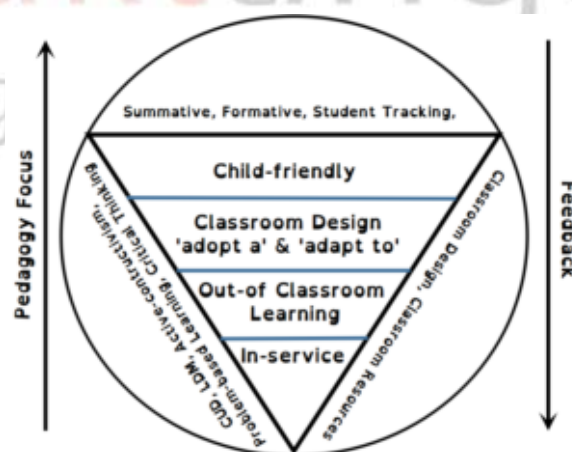 Summative, Formative, Student Tracking,
Child-friendly
Classroom Design
'adopt a' & 'adapt to'
Out-of Classroom
Learning
In-service
Pedagogy Focus
CUD, LDM, Active-constructivism,
Problem-based Learning, Critical Thinking
Classroom Design, Classroom Resources
Feedback